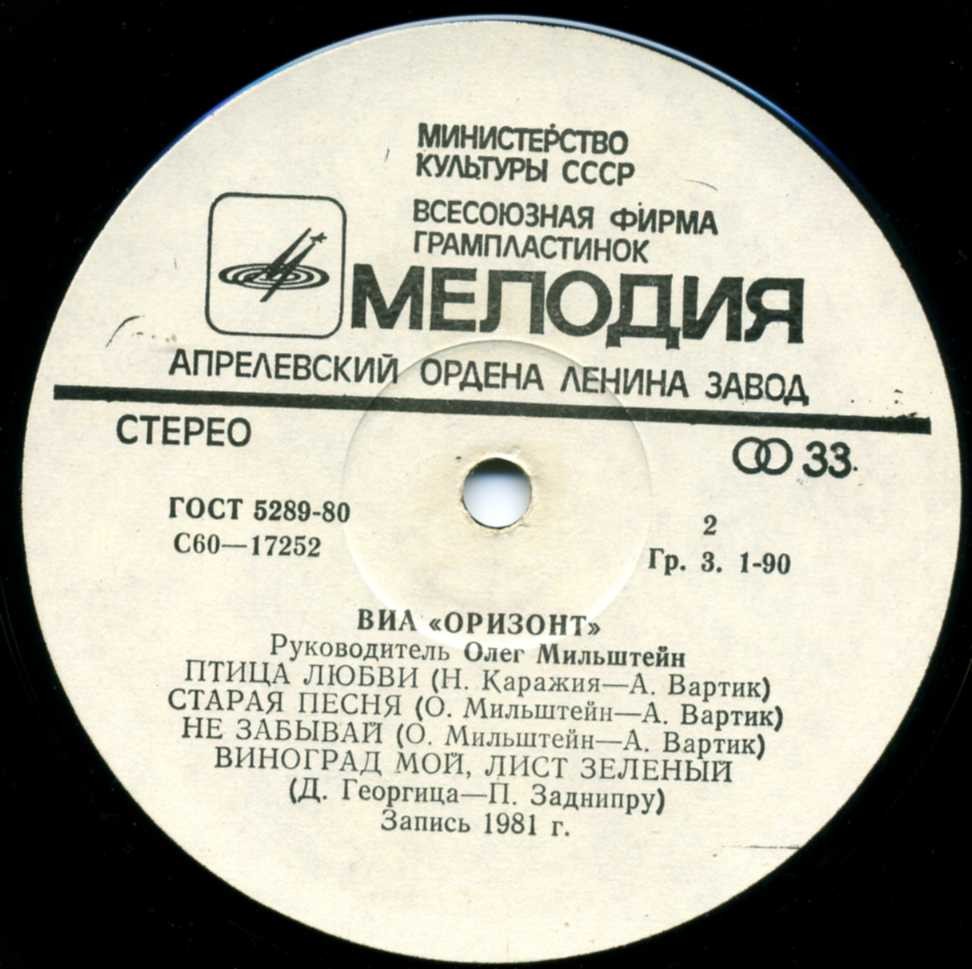 МИНИСТЕРСТВО
КУЛЬТУРЫ СССР
ВСЕСОЮЗНАЯ ФИРМА
ГРАМПЛАСТИНОК
МЕЛОДИЯ
АПРЕЛЕВСКИЙ ОРДЕНА ЛЕНИНА ЗАВОД
СТЕРЕО
33
ГОСТ 5289-80
С60—17252
2
Гр. 3. 1-90
ВИА «ОРИЗОНТ»
Руководитель Олег Мильштейн
ПТИЦА ЛЮБВИ (Н. Каражия—А. Вартик)
СТАРАЯ ПЕСНЯ (О. Мильштейн—А. Вартик)
НЕ ЗАБЫВАЙ (О. Мильштейн—А. Вартик)
ВИНОГРАД МОЙ, ЛИСТ ЗЕЛЕНЫЙ
(Д. Георгица—П. Заднипру)
Запись 1981 г.